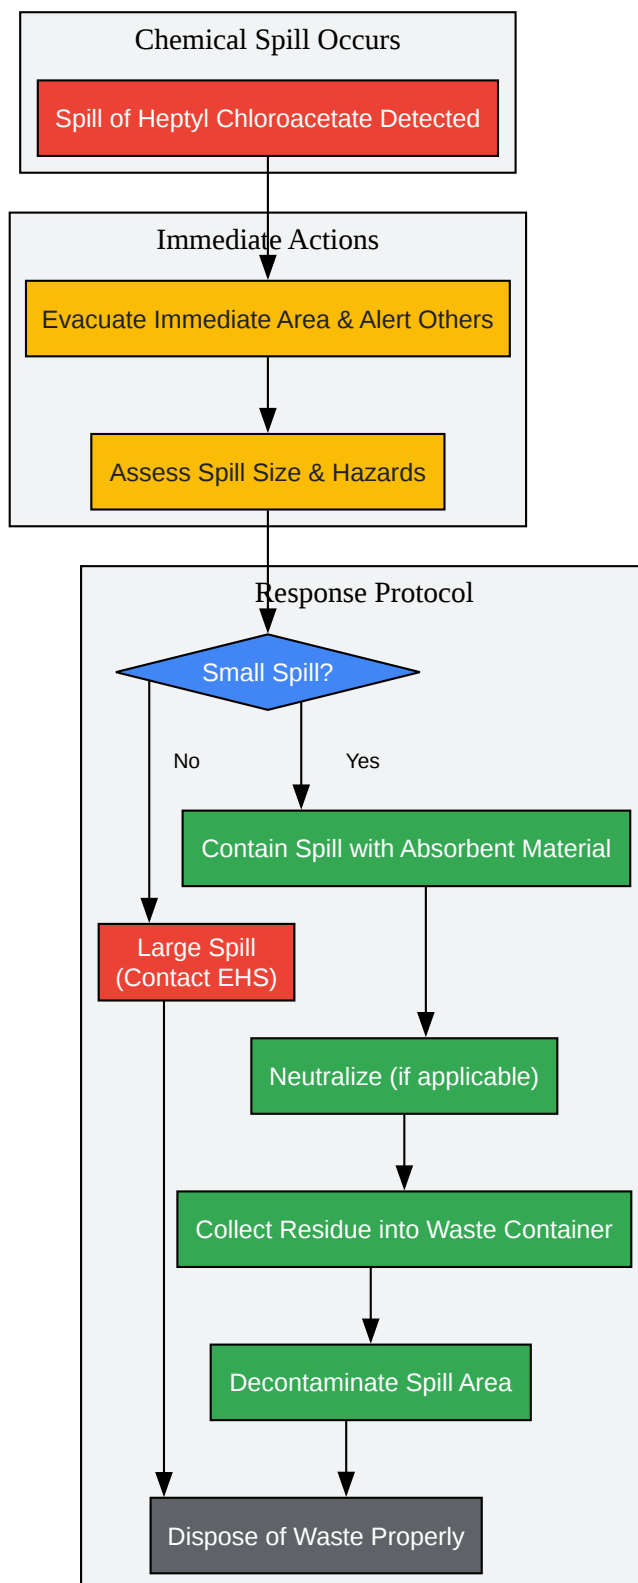 Chemical Spill Occurs
Spill of Heptyl Chloroacetate Detected
Immediate Actions
Evacuate Immediate Area & Alert Others
Assess Spill Size & Hazards
Response Protocol
Small Spill?
No
Yes
Contain Spill with Absorbent Material
Large Spill
(Contact EHS)
Neutralize (if applicable)
Collect Residue into Waste Container
Decontaminate Spill Area
Dispose of Waste Properly